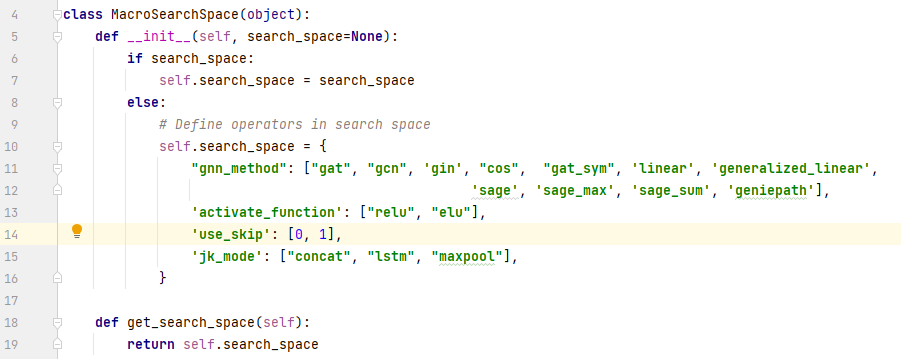 4 class MacroSearchSpace(object):
5     def __init__(self, search_space=None):
6         if search_space:
7             self.search_space = search_space
8         else:
9             # Define operators in search space
10             self.search_space = {
11                 "gnn_method": ["gat", "gcn", 'gin', "cos",  "gat_sym", 'linear', 'generalized_linear',
12                                                    'sage', 'sage_max', 'sage_sum', 'geniepath'],
13                 'activate_function': ["relu", "elu"],
14                 'use_skip': [0, 1],
15                 'jk_mode': ["concat", "lstm", "maxpool"],
16             }
17
18     def get_search_space(self):
19         return self.search_space